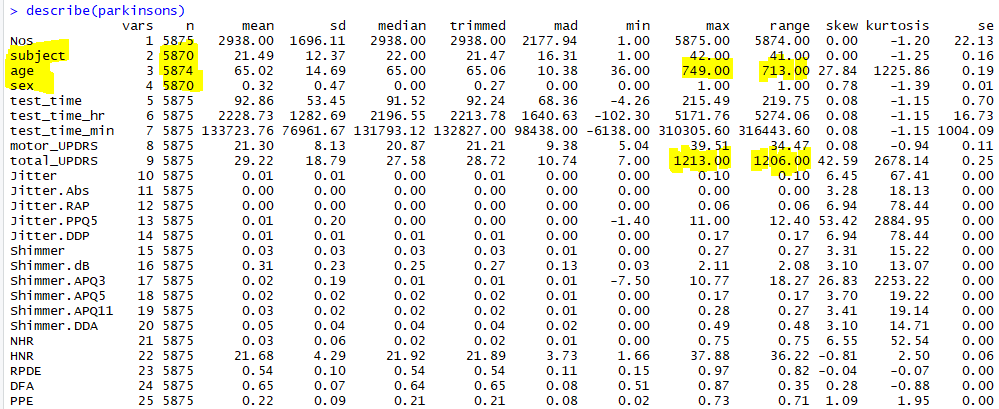 > describe(parkinsons)
vars n mean sd median trimmed mad min max range skew kurtosis se
Nos 1 5875 2938.00 1696.11 2938.00 2938.00 2177.94 1.00 5875.00 5874.00 0.00 -1.20 22.13
subject 2 5870 21.49 12.37 22.00 21.47 16.31 1.00 42.00 41.00 0.00 -1.25 0.16
age 3 5874 65.02 14.69 65.00 65.06 10.38 36.00 749.00 713.00 27.84 1225.86 0.19
sex 4 5870 0.32 0.47 0.00 0.27 0.00 0.00 1.00 1.00 0.78 -1.39 0.01
test_time 5 5875 92.86 53.45 91.52 92.24 68.36 -4.26 215.49 219.75 0.08 -1.15 0.70
test_time_hr 6 5875 2228.73 1282.69 2196.55 2213.78 1640.63 -102.30 5171.76 5274.06 0.08 -1.15 16.73
test_time_min 7 5875 133723.76 76961.67 131793.12 132827.00 98438.00 -6138.00 310305.60 316443.60 0.08 -1.15 1004.09
motor_UPDRS 8 5875 21.30 8.13 20.87 21.21 9.38 5.04 39.51 34.47 0.08 -0.94 0.11
total_UPDRS 9 5875 29.22 18.79 27.58 28.72 10.74 7.00 1213.00 1206.00 42.59 2678.14 0.25
Jitter 10 5875 0.01 0.01 0.00 0.01 0.00 0.00 0.10 0.10 6.45 67.41 0.00
Jitter.Abs 11 5875 0.00 0.00 0.00 0.00 0.00 0.00 0.00 0.00 3.28 18.13 0.00
Jitter.RAP 12 5875 0.00 0.00 0.00 0.00 0.00 0.00 0.06 0.06 6.94 78.44 0.00
Jitter.PPQ5 13 5875 0.01 0.20 0.00 0.00 0.00 -1.40 11.00 12.40 53.42 2884.95 0.00
Jitter.DDP 14 5875 0.01 0.01 0.01 0.01 0.00 0.00 0.17 0.17 6.94 78.44 0.00
Shimmer 15 5875 0.03 0.03 0.03 0.03 0.01 0.00 0.27 0.27 3.31 15.22 0.00
Shimmer.dB 16 5875 0.31 0.23 0.25 0.27 0.13 0.03 2.11 2.08 3.10 13.07 0.00
Shimmer.APQ3 17 5875 0.02 0.19 0.01 0.01 0.01 -7.50 10.77 18.27 26.83 2253.22 0.00
Shimmer.APQ5 18 5875 0.02 0.02 0.02 0.02 0.01 0.00 0.17 0.17 3.70 19.22 0.00
Shimmer.APQ11 19 5875 0.03 0.02 0.02 0.02 0.01 0.00 0.28 0.27 3.41 19.14 0.00
Shimmer.DDA 20 5875 0.05 0.04 0.04 0.04 0.02 0.00 0.49 0.48 3.10 14.71 0.00
NHR 21 5875 0.03 0.06 0.02 0.02 0.01 0.00 0.75 0.75 6.55 52.54 0.00
HNR 22 5875 21.68 4.29 21.92 21.89 3.73 1.66 37.88 36.22 -0.81 2.50 0.06
RPDE 23 5875 0.54 0.10 0.54 0.54 0.11 0.15 0.97 0.82 -0.04 -0.07 0.00
DFA 24 5875 0.65 0.07 0.64 0.65 0.08 0.51 0.87 0.35 0.28 -0.88 0.00
PPE 25 5875 0.22 0.09 0.21 0.21 0.08 0.02 0.73 0.71 1.09 1.95 0.00